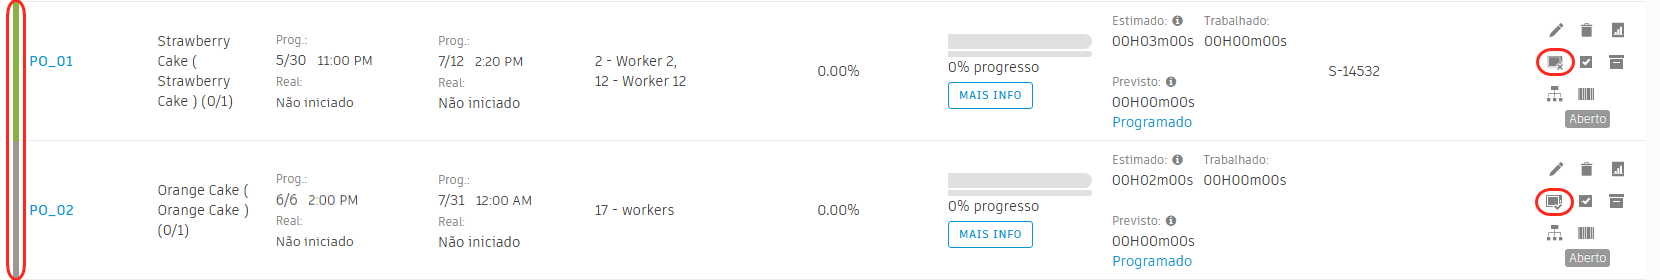 PO_01
Strawberry
Cake (
Strawberry
Cake ) (0/1)
Prog.:
5/30 11:00 PM
Real:
Não iniciado
Prog.:
7/12 2:20 PM
Real:
Não iniciado
2 - Worker 2,
12 - Worker 12
0.00%
0% progresso
MAIS INFO
Estimado:
00H03m00s
Trabalhado:
00H00m00s
Previsto:
00H00m00s
Programado
S-14532
Aberto
PO_02
Orange Cake (
Orange Cake )
(0/1)
Prog.:
6/6 2:00 PM
Real:
Não iniciado
Prog.:
7/31 12:00 AM
Real:
Não iniciado
17 - workers
0.00%
0% progresso
MAIS INFO
Estimado:
00H02m00s
Trabalhado:
00H00m00s
Previsto:
00H00m00s
Programado
Aberto